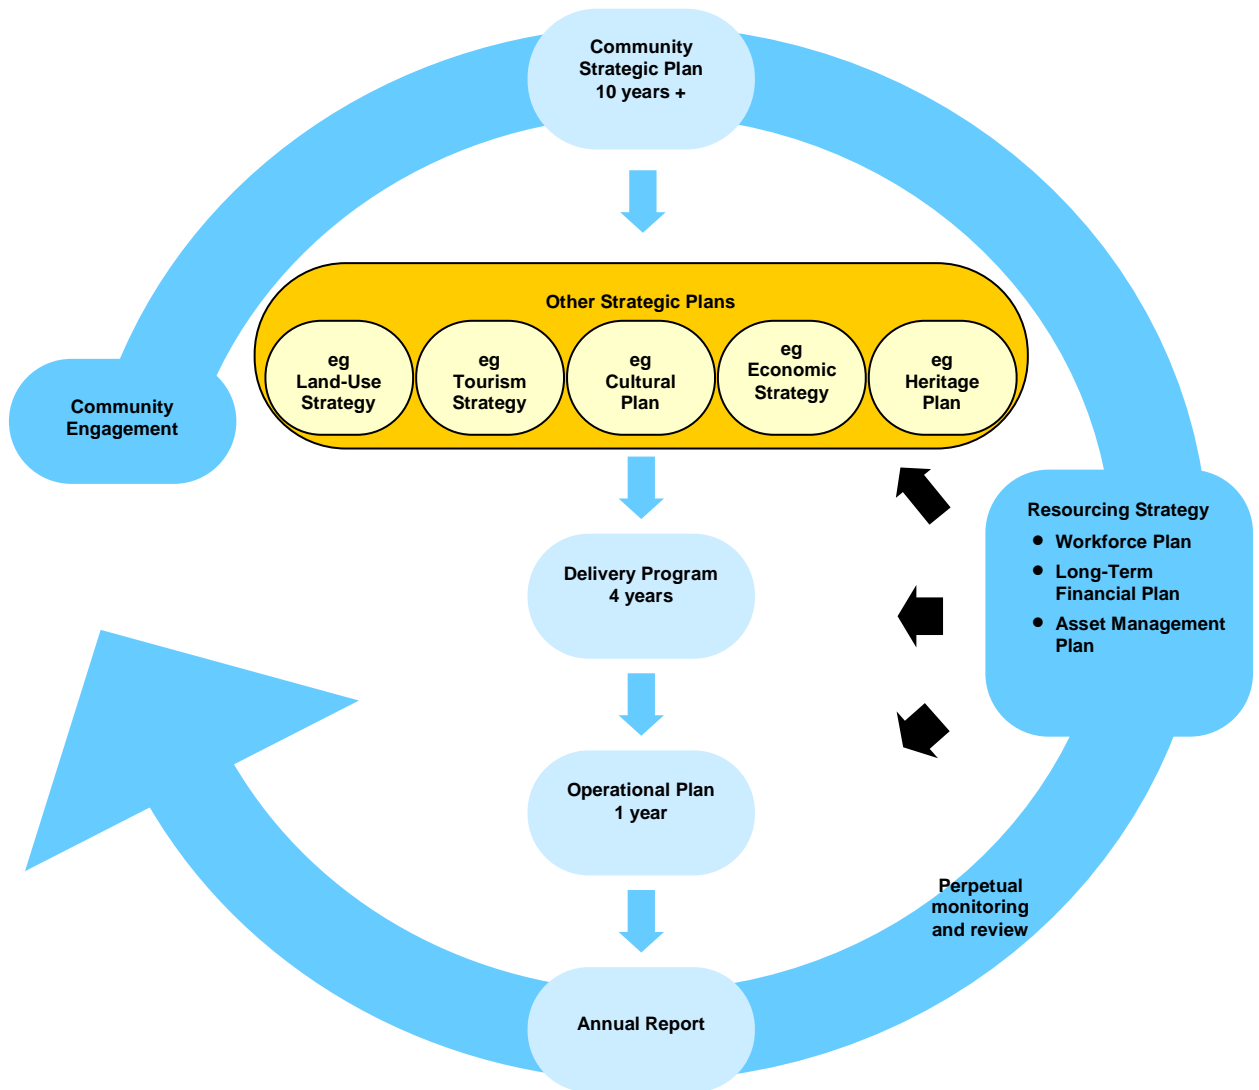 Community
Strategic Plan
10 years +
Other Strategic Plans
eg
Land-Use
Strategy
eg
Tourism
Strategy
eg
Cultural
Plan
eg
Economic
Strategy
eg
Heritage
Plan
Community
Engagement
Resourcing Strategy
● Workforce Plan
● Long-Term
Financial Plan
● Asset Management
Plan
Delivery Program
4 years
Operational Plan
1 year
Perpetual
monitoring
and review
Annual Report